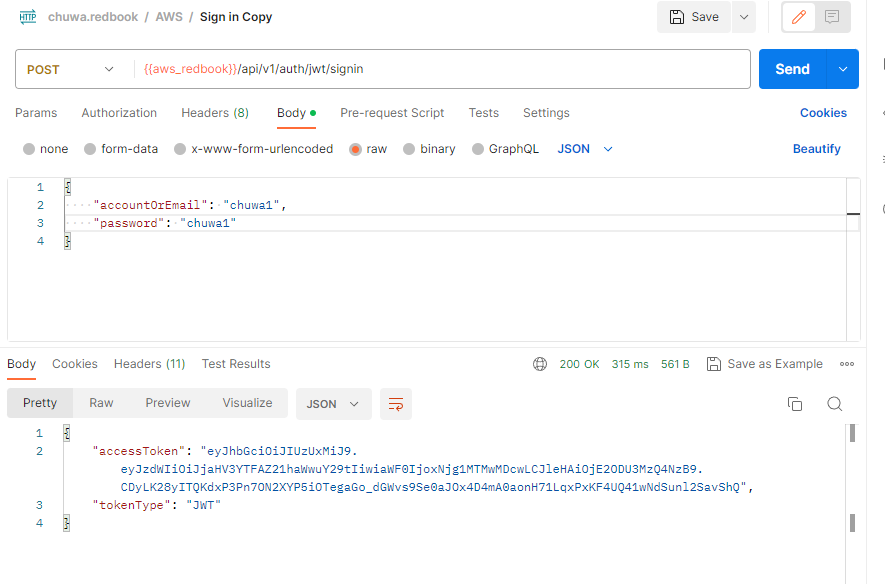 HTTP chuwa.redbook / AWS / Sign in Copy Save
POST {{aws_redbook}}/api/v1/auth/jwt/signin Send
Params Authorization Headers (8) Body Pre-request Script Tests Settings Cookies
none form-data x-www-form-urlencoded raw binary GraphQL JSON Beautify
1 {
2 "accountOrEmail": "chuwa1",
3 "password": "chuwa1"
4 }
Body Cookies Headers (11) Test Results 200 OK 315 ms 561 B Save as Example
Pretty Raw Preview Visualize JSON
1 {
2 "accessToken": "eyJhbGciOiJIUzUxMiJ9.
eyJzdWIiOiJjaHV3YTFAZ21haWwuY29tIiwiaWF0IjoxNjg1MTMwMDcwLCJleHAiOjE2ODU3MzQ4NzB9.
CDyLK28yITQKdxP3Pn7ON2XYP5iOTegaGo_dGWvs9Se0aJOx4D4mA0aonH71LqxPxKF4UQ41wNdSunl2SavShQ",
3 "tokenType": "JWT"
4 }